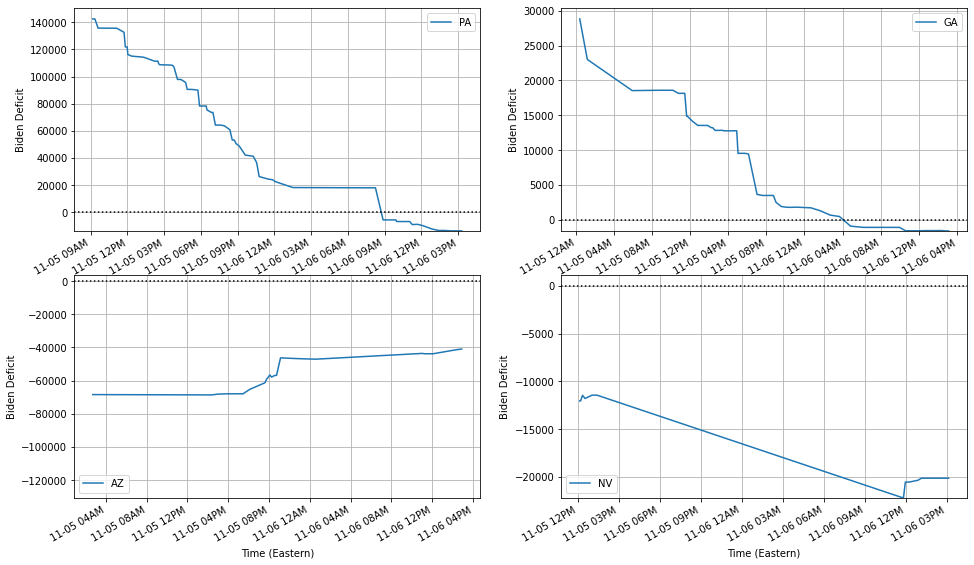 Biden Deficit
140000
120000
100000
80000
60000
40000
20000
0
PA
11-05 09AM
11-05 12PM
11-05 03PM
11-05 06PM
11-05 09PM
11-06 12AM
11-06 03AM
11-06 06AM
11-06 09AM
11-06 12PM
11-06 03PM
Biden Deficit
30000
25000
20000
15000
10000
5000
0
GA
11-05 12AM
11-05 04AM
11-05 08AM
11-05 12PM
11-05 04PM
11-05 08PM
11-06 12AM
11-06 04AM
11-06 08AM
11-06 12PM
11-06 04PM
Biden Deficit
0
−20000
−40000
−60000
−80000
−100000
−120000
AZ
11-05 04AM
11-05 08AM
11-05 12PM
11-05 04PM
11-05 08PM
11-06 12AM
11-06 04AM
11-06 08AM
11-06 12PM
11-06 04PM
Time (Eastern)
Biden Deficit
0
−5000
−10000
−15000
−20000
NV
11-05 12PM
11-05 03PM
11-05 06PM
11-05 09PM
11-06 12AM
11-06 03AM
11-06 06AM
11-06 09AM
11-06 12PM
11-06 03PM
Time (Eastern)